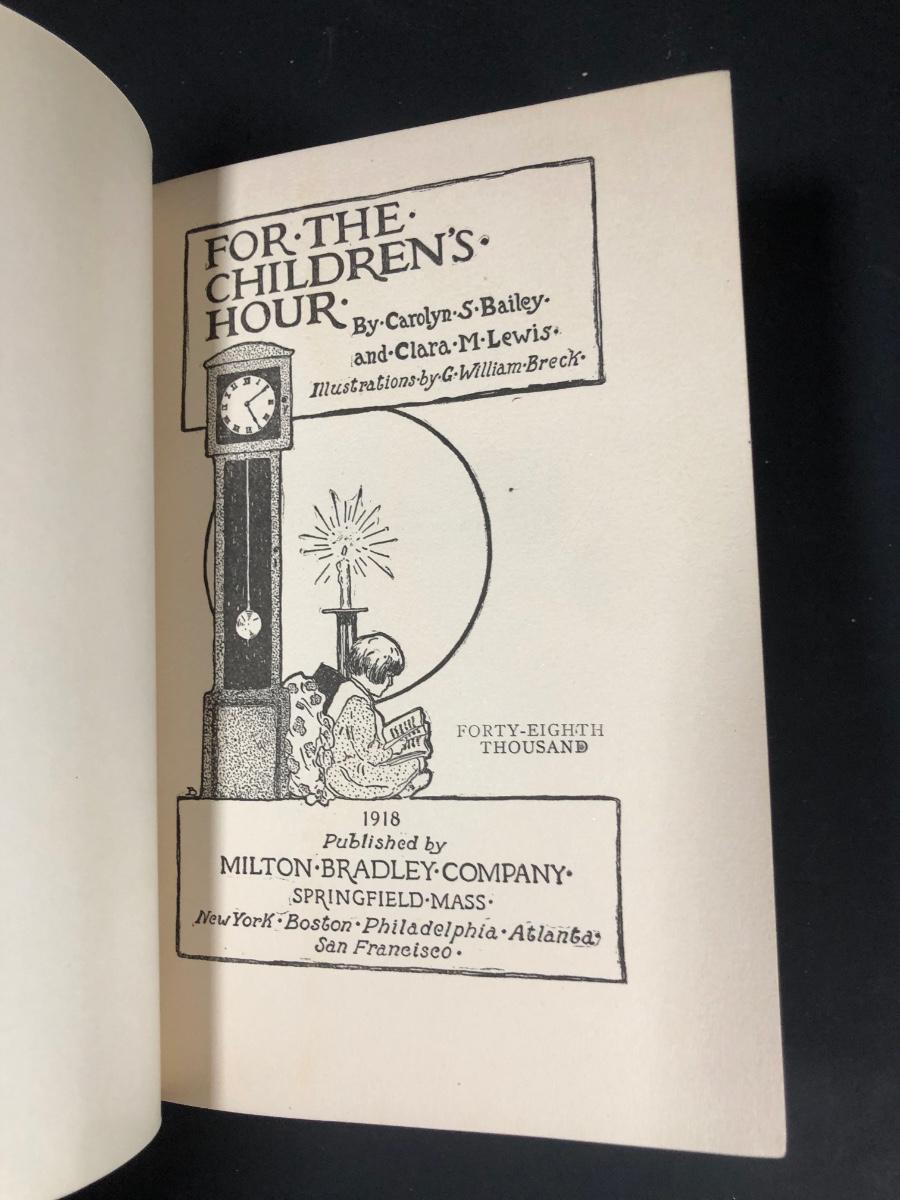 FOR·THE·
CHILDREN'S·
HOUR·
By·Carolyn·S·Bailey·
and·Clara·M·Lewis·
Illustrations·by·G·William·Breck·
FORTY-EIGHTH
THOUSAND
1918
Published by
MILTON·BRADLEY·COMPANY·
SPRINGFIELD·MASS·
New York·Boston·Philadelphia·Atlanta·
San Francisco·